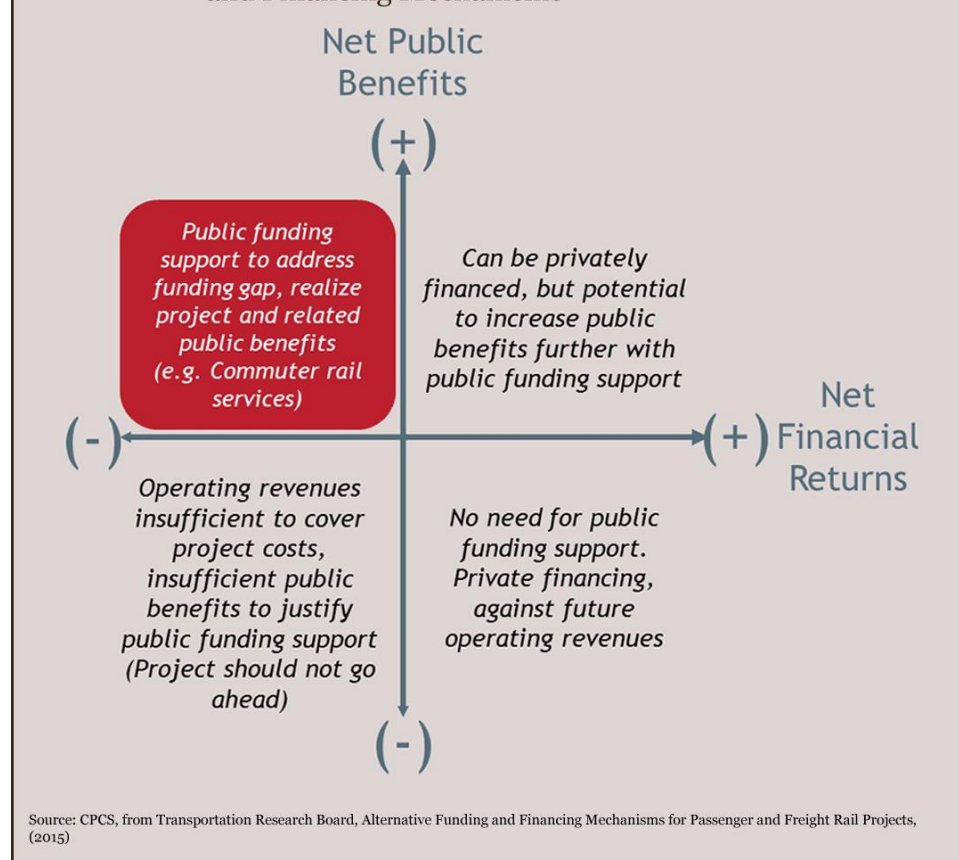 and Financing Mechanisms
Net Public
Benefits
(+)
Public funding
support to address
funding gap, realize
project and related
public benefits
(e.g. Commuter rail
services)
Can be privately
financed, but potential
to increase public
benefits further with
public funding support
(-)
(+)
Net
Financial
Returns
Operating revenues
insufficient to cover
project costs,
insufficient public
benefits to justify
public funding support
(Project should not go
ahead)
No need for public
funding support.
Private financing,
against future
operating revenues
(-)
Source: CPCS, from Transportation Research Board, Alternative Funding and Financing Mechanisms for Passenger and Freight Rail Projects,
(2015)